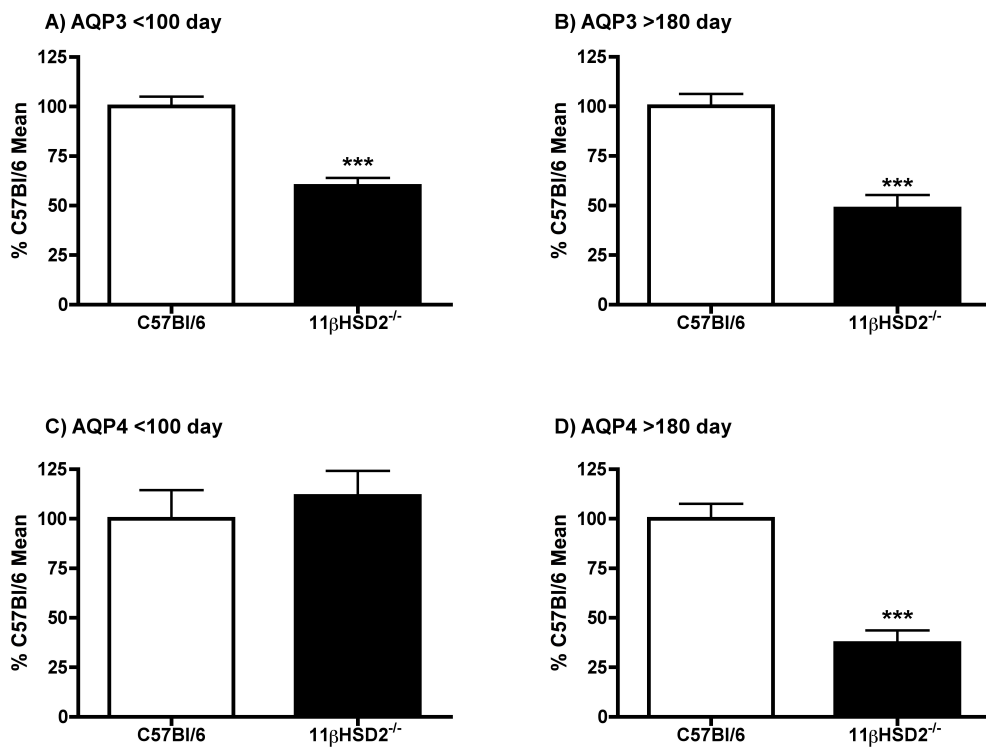 A) AQP3 <100 day
% C57Bl/6 Mean
125
100
75
50
25
0
***
C57Bl/6
11βHSD2-/-
B) AQP3 >180 day
% C57Bl/6 Mean
125
100
75
50
25
0
***
C57Bl/6
11βHSD2-/-
C) AQP4 <100 day
% C57Bl/6 Mean
125
100
75
50
25
0
C57Bl/6
11βHSD2-/-
D) AQP4 >180 day
% C57Bl/6 Mean
125
100
75
50
25
0
***
C57Bl/6
11βHSD2-/-